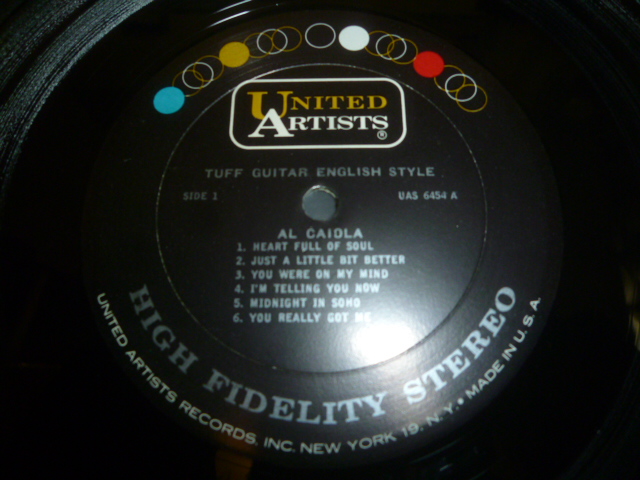 UNITED
ARTISTS ®
TUFF GUITAR ENGLISH STYLE
SIDE 1
UAS 6454 A
AL CAIOLA
1. HEART FULL OF SOUL
2. JUST A LITTLE BIT BETTER
3. YOU WERE ON MY MIND
4. I'M TELLING YOU NOW
5. MIDNIGHT IN SOHO
6. YOU REALLY GOT ME
HIGH FIDELITY STEREO
UNITED ARTISTS RECORDS, INC. NEW YORK 19, N.Y. • MADE IN U.S.A.